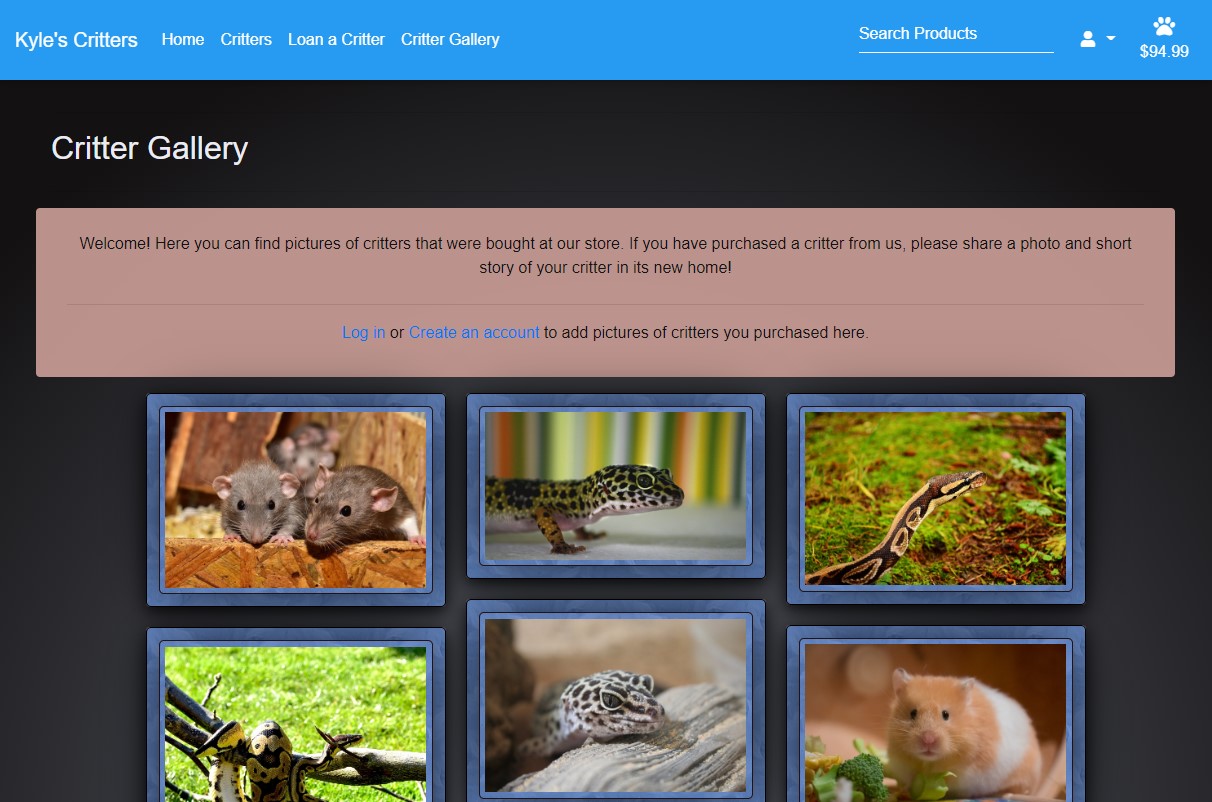 Kyle's Critters Home Critters Loan a Critter Critter Gallery Search Products
$94.99
Critter Gallery
Welcome! Here you can find pictures of critters that were bought at our store. If you have purchased a critter from us, please share a photo and short
story of your critter in its new home!
Log in or Create an account to add pictures of critters you purchased here.